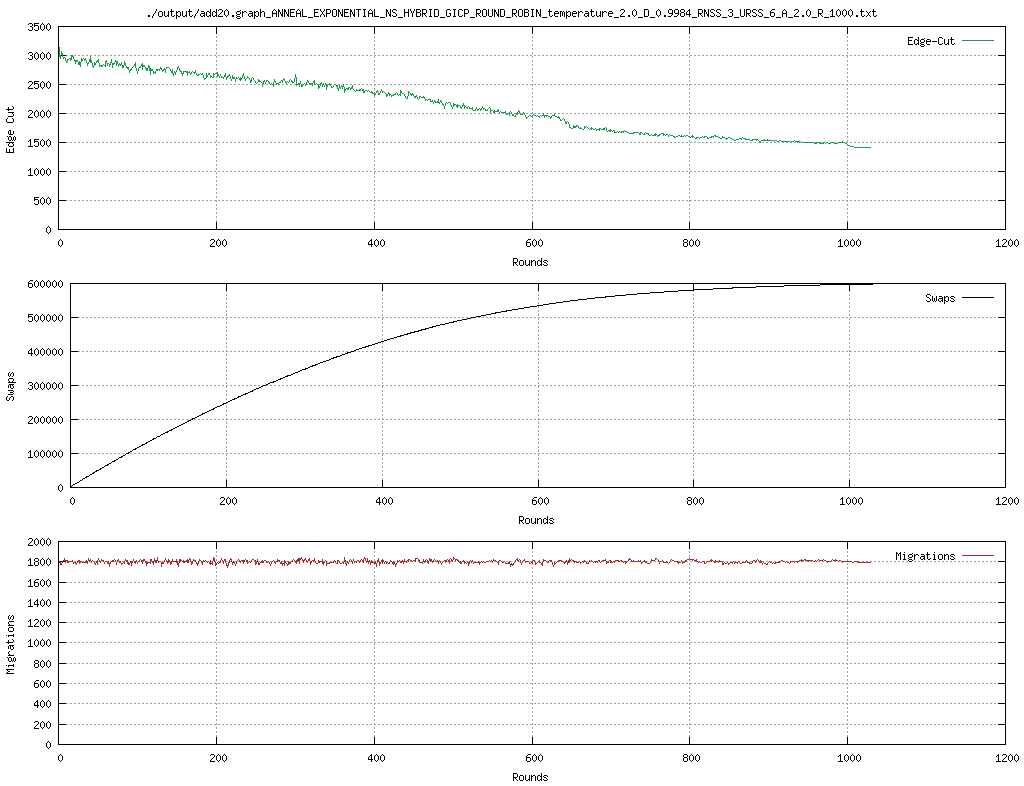 ./output/add20.graph_ANNEAL_EXPONENTIAL_NS_HYBRID_GICP_ROUND_ROBIN_temperature_2.0_D_0.9984_RNSS_3_URSS_6_A_2.0_R_1000.txt
3500
3000
2500
2000
1500
1000
500
0
Edge Cut
Edge-Cut
0 200 400 600 800 1000 1200
Rounds
600000
500000
400000
300000
200000
100000
0
Swaps
Swaps
0 200 400 600 800 1000 1200
Rounds
2000
1800
1600
1400
1200
1000
800
600
400
200
0
Migrations
Migrations
0 200 400 600 800 1000 1200
Rounds